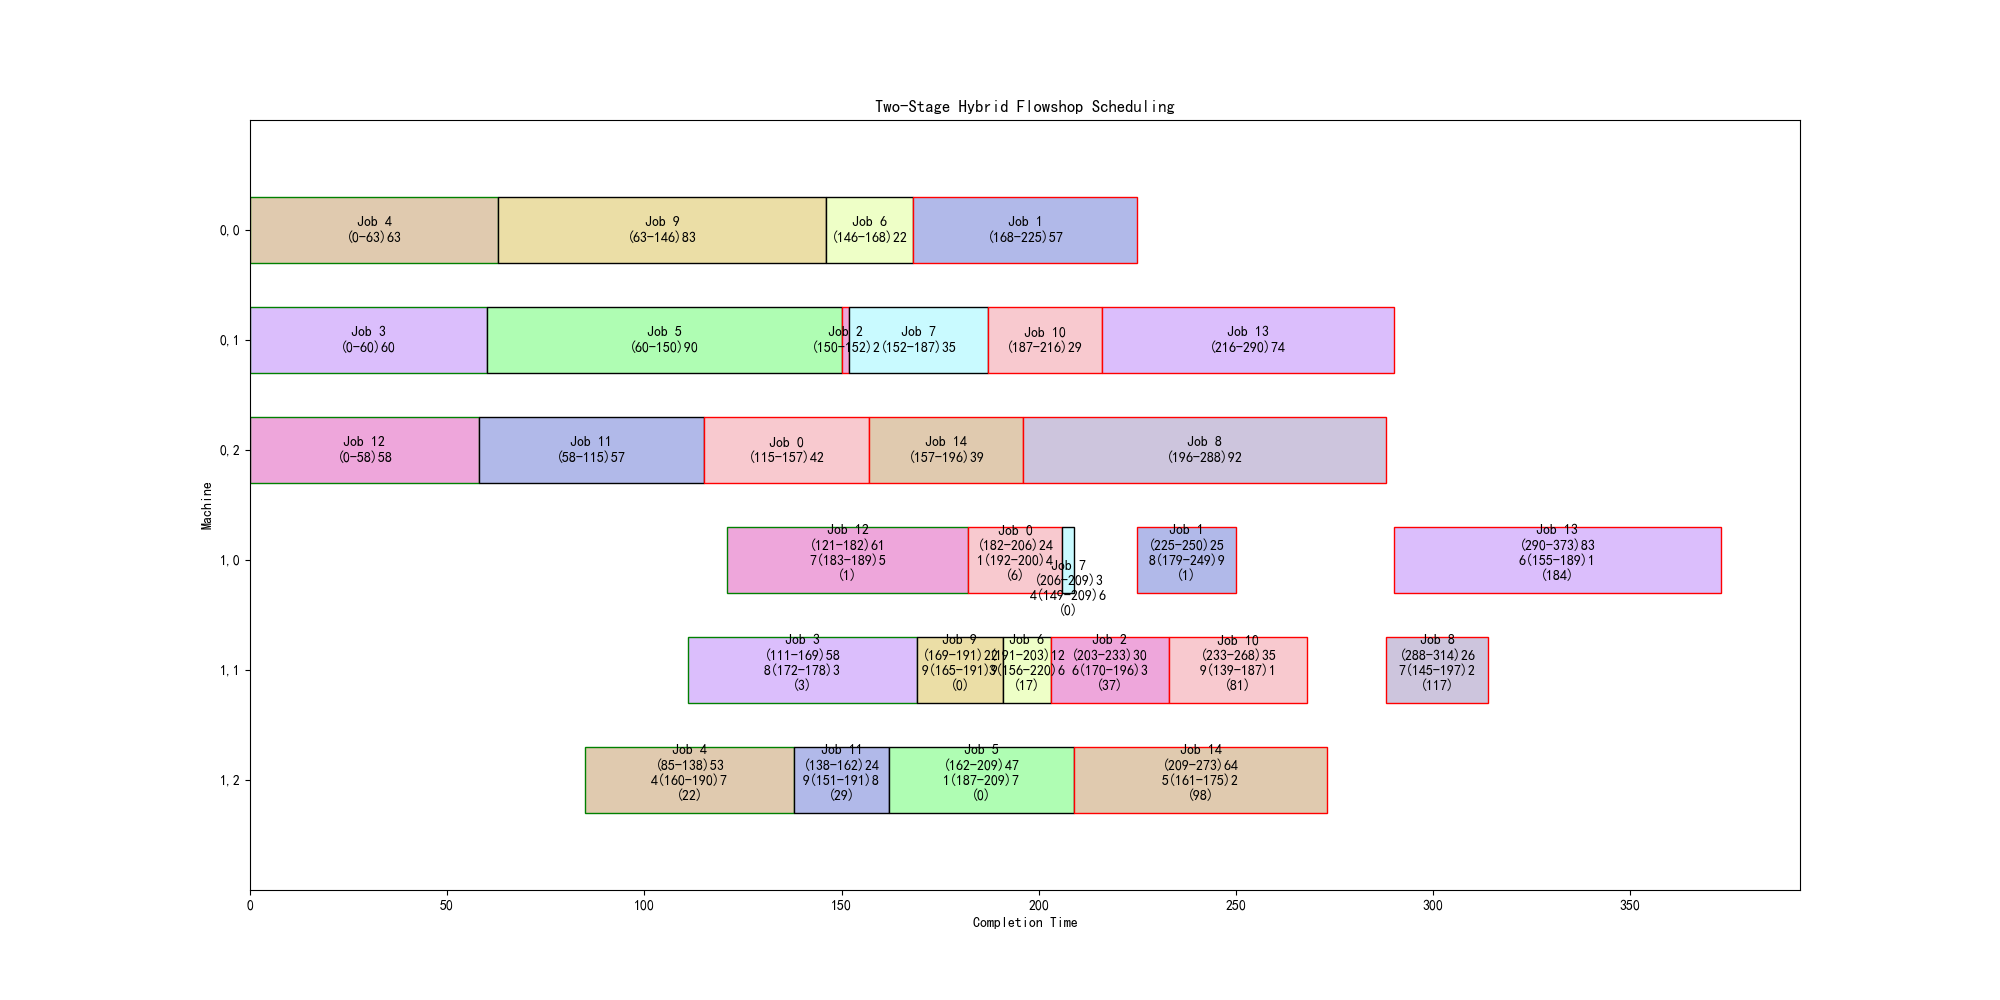 Two-Stage Hybrid Flowshop Scheduling
Machine
0,0
Job 4
(0-63)63
Job 9
(63-146)83
Job 6
(146-168)22
Job 1
(168-225)57
0,1
Job 3
(0-60)60
Job 5
(60-150)90
Job 2
(150-152)2
Job 7
(152-187)35
Job 10
(187-216)29
Job 13
(216-290)74
0,2
Job 12
(0-58)58
Job 11
(58-115)57
Job 0
(115-157)42
Job 14
(157-196)39
Job 8
(196-288)92
1,0
Job 12
(121-182)61
7(183-189)5
(1)
Job 0
(182-206)24
1(192-200)4
(6)
Job 7
(206-209)3
4(149-209)6
(0)
Job 1
(225-250)25
8(179-249)9
(1)
Job 13
(290-373)83
6(155-189)1
(184)
1,1
Job 3
(111-169)58
8(172-178)3
(3)
Job 9
(169-191)22
9(165-191)3
(0)
Job 6
(191-203)12
(156-220)6
(17)
Job 2
(203-233)30
6(170-196)3
(37)
Job 10
(233-268)35
9(139-187)1
(81)
Job 8
(288-314)26
7(145-197)2
(117)
1,2
Job 4
(85-138)53
4(160-190)7
(22)
Job 11
(138-162)24
9(151-191)8
(29)
Job 5
(162-209)47
1(187-209)7
(0)
Job 14
(209-273)64
5(161-175)2
(98)
0
50
100
150
200
250
300
350
Completion Time